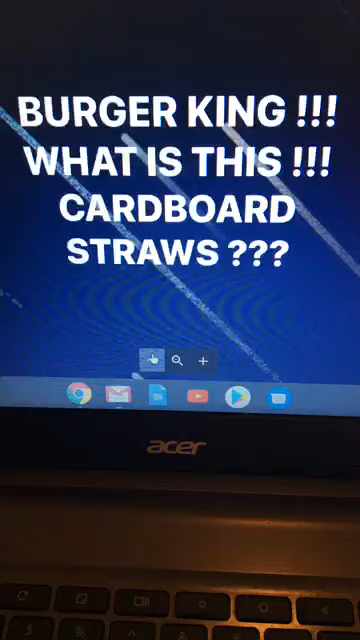 BURGER KING !!!
WHAT IS THIS !!!
CARDBOARD
STRAWS ???
acer